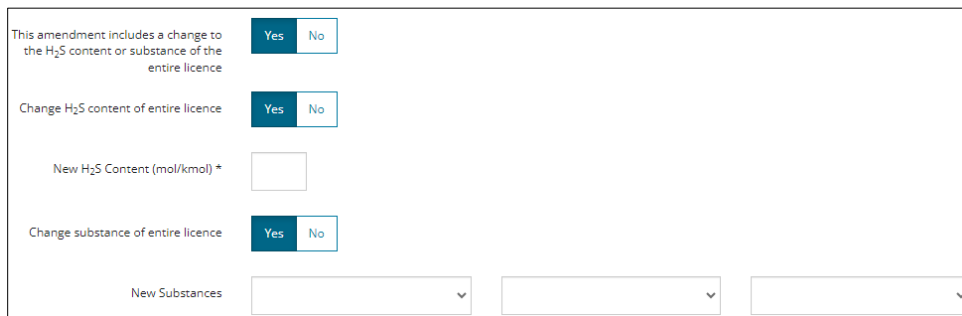 This amendment includes a change to
the H₂S content or substance of the
entire licence
Yes No
Change H₂S content of entire licence
Yes No
New H₂S Content (mol/kmol) *
Change substance of entire licence
Yes No
New Substances